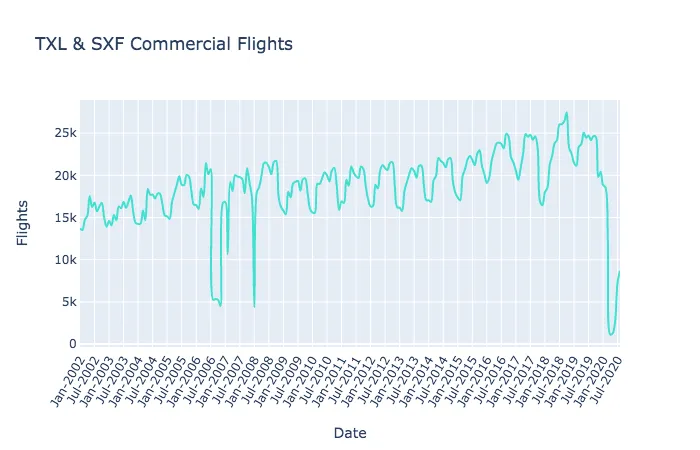 TXL & SXF Commercial Flights
Flights
25k
20k
15k
10k
5k
0
Jan-2002
Jul-2002
Jan-2003
Jul-2003
Jan-2004
Jul-2004
Jan-2005
Jul-2005
Jan-2006
Jul-2006
Jan-2007
Jul-2007
Jan-2008
Jul-2008
Jan-2009
Jul-2009
Jan-2010
Jul-2010
Jan-2011
Jul-2011
Jan-2012
Jul-2012
Jan-2013
Jul-2013
Jan-2014
Jul-2014
Jan-2015
Jul-2015
Jan-2016
Jul-2016
Jan-2017
Jul-2017
Jan-2018
Jul-2018
Jan-2019
Jul-2019
Jan-2020
Jul-2020
Date